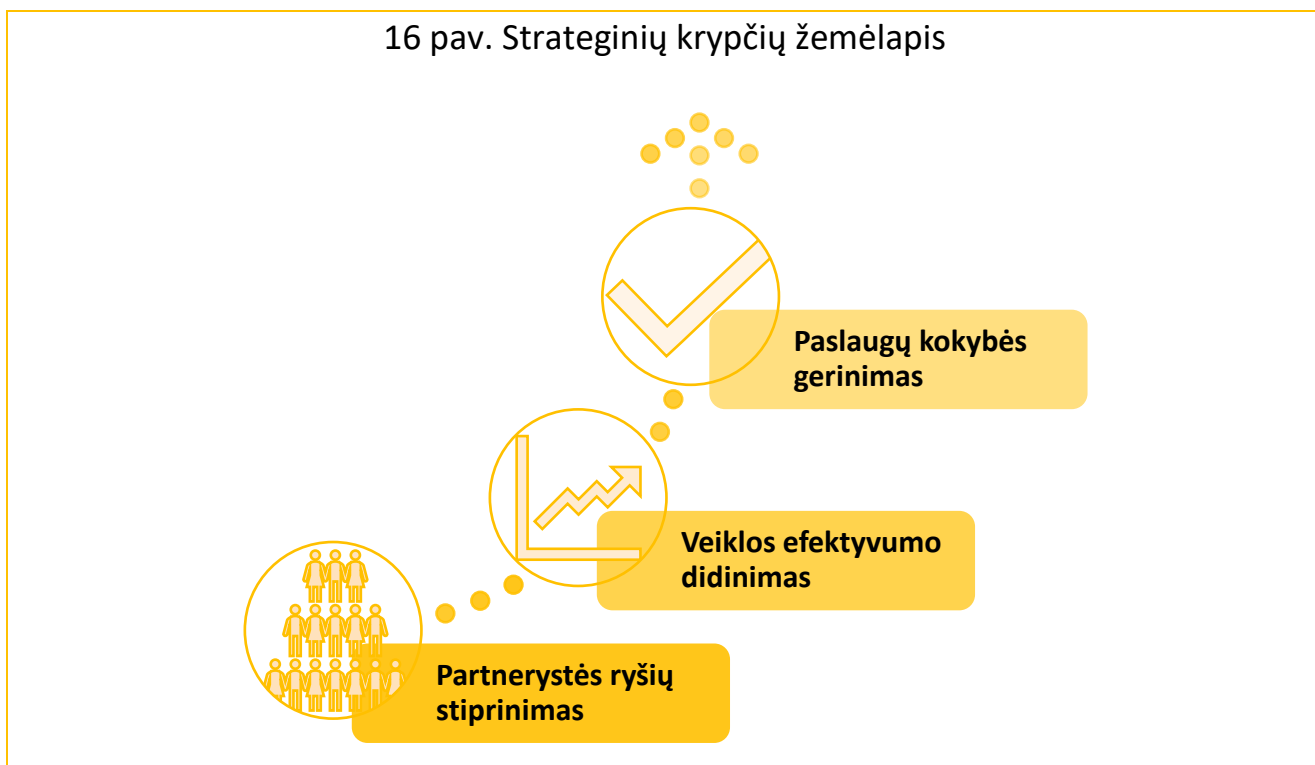 16 pav. Strateginių krypčių žemėlapis
Paslaugų kokybės
gerinimas
Veiklos efektyvumo
didinimas
Partnerystės ryšių
stiprinimas